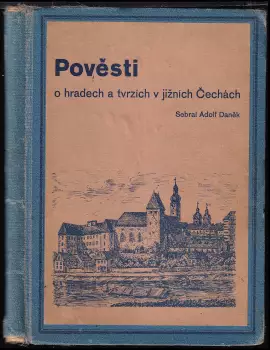 Pověsti
o hradech a tvrzích v jižních Čechách
Sebral Adolf Daněk